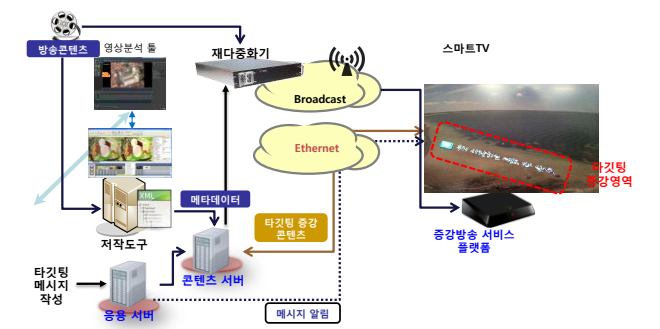 방송콘텐츠
영상분석 툴
재다중화기
스마트TV
Broadcast
Ethernet
타깃팅
증강영역
XML
메타데이터
저작도구
타깃팅 증강
콘텐츠
증강방송 서비스
플랫폼
타깃팅
메시지
작성
콘텐츠 서버
응용 서버
메시지 알림